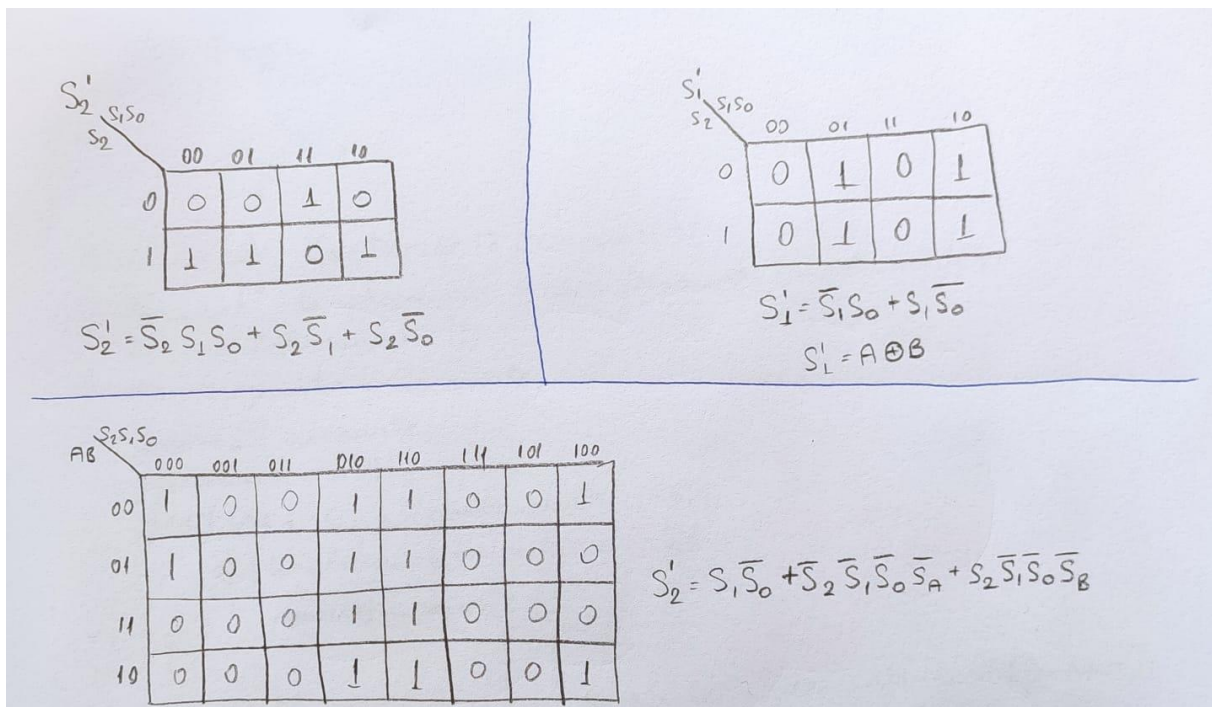 S₂'
S₁S₀
S₂
00 01 11 10
0 0 0 1 0
1 1 1 0 1
S₂' = S̅₂ S₁ S₀ + S₂ S̅₁ + S₂ S̅₀
S₁'
S₁S₀
S₂
00 01 11 10
0 0 1 0 1
1 0 1 0 1
S₁' = S̅₁ S₀ + S₁ S̅₀
S₁' = A ⊕ B
S₂S₁S₀
AB
000 001 011 010 110 111 101 100
00 1 0 0 1 1 0 0 1
01 1 0 0 1 1 0 0 0
11 0 0 0 1 1 0 0 0
10 0 0 0 1 1 0 0 1
S₂' = S₁ S̅₀ + S̅₂ S̅₁ S̅₀ S̅_A + S₂ S̅₁ S̅₀ S̅_B